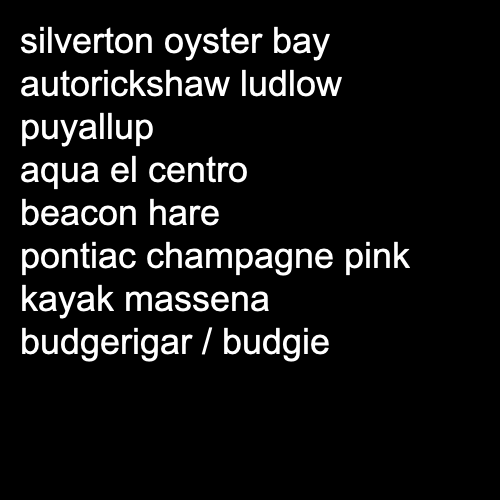 silverton oyster bay
autorickshaw ludlow
puyallup
aqua el centro
beacon hare
pontiac champagne pink
kayak massena
budgerigar / budgie